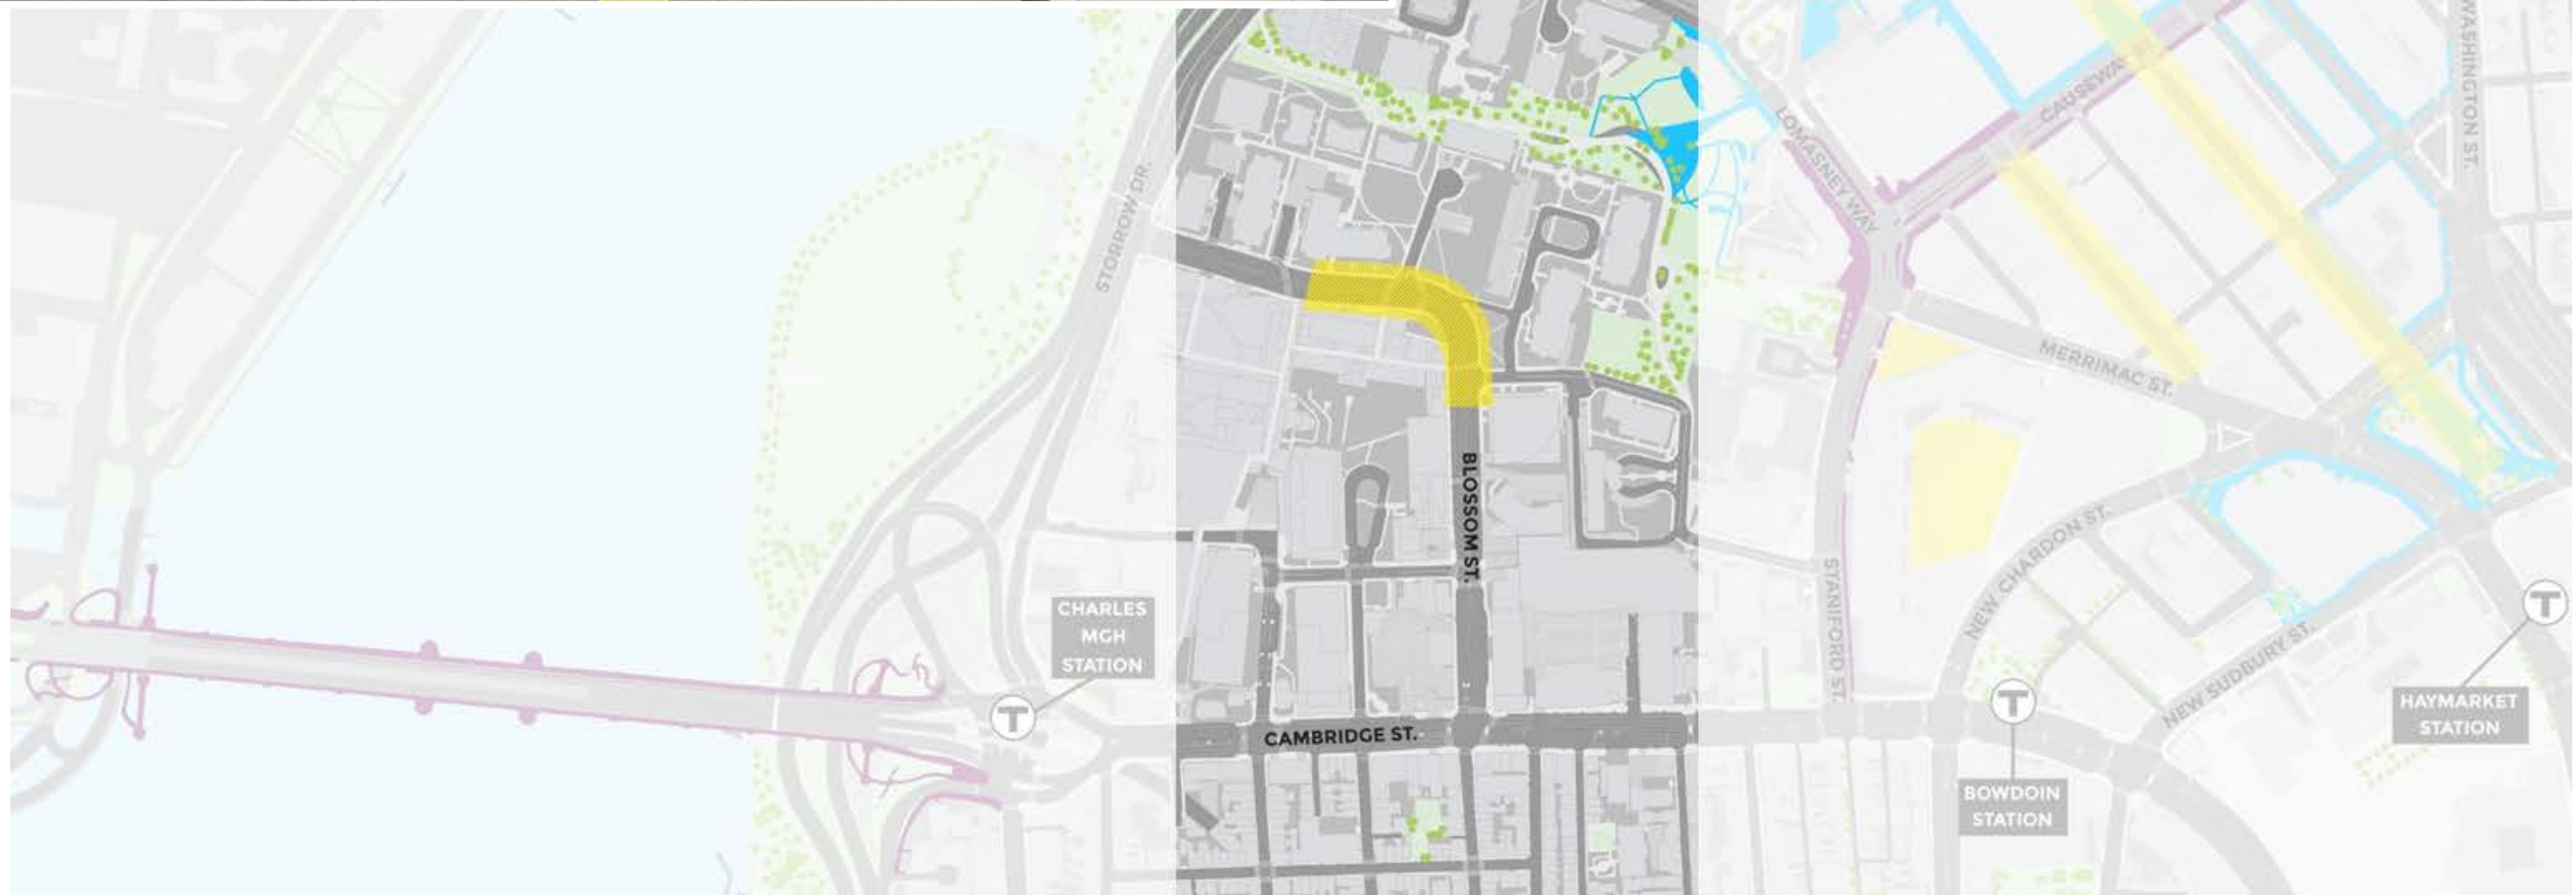 WASHINGTON ST.
CAUSEWAY ST.
LOMASNEY WAY
STORROW DR.
MERRIMAC ST.
BLOSSOM ST.
NEW CHARDON ST.
STANIFORD ST.
CHARLES
MGH
STATION
T
T
T
NEW SUDBURY ST.
HAYMARKET
STATION
CAMBRIDGE ST.
BOWDOIN
STATION